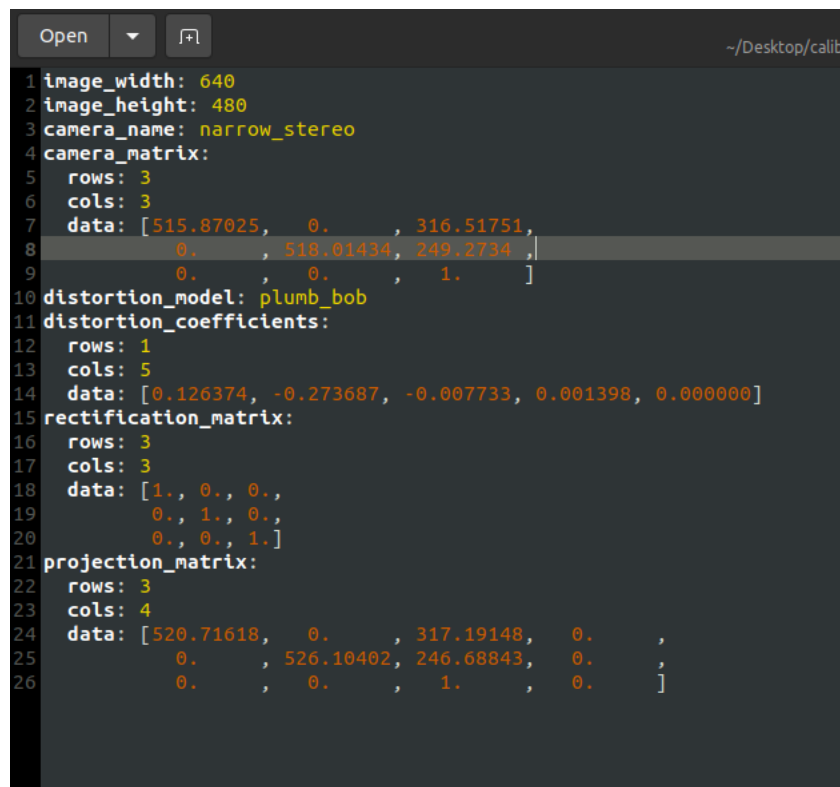 Open
~/Desktop/calib
1 image_width: 640
2 image_height: 480
3 camera_name: narrow_stereo
4 camera_matrix:
5   rows: 3
6   cols: 3
7   data: [515.87025,   0.     , 316.51751,
8            0.     , 518.01434, 249.2734 ,
9            0.     ,   0.     ,   1.     ]
10 distortion_model: plumb_bob
11 distortion_coefficients:
12   rows: 1
13   cols: 5
14   data: [0.126374, -0.273687, -0.007733, 0.001398, 0.000000]
15 rectification_matrix:
16   rows: 3
17   cols: 3
18   data: [1., 0., 0.,
19          0., 1., 0.,
20          0., 0., 1.]
21 projection_matrix:
22   rows: 3
23   cols: 4
24   data: [520.71618,   0.     , 317.19148,   0.     ,
25            0.     , 526.10402, 246.68843,   0.     ,
26            0.     ,   0.     ,   1.     ,   0.     ]